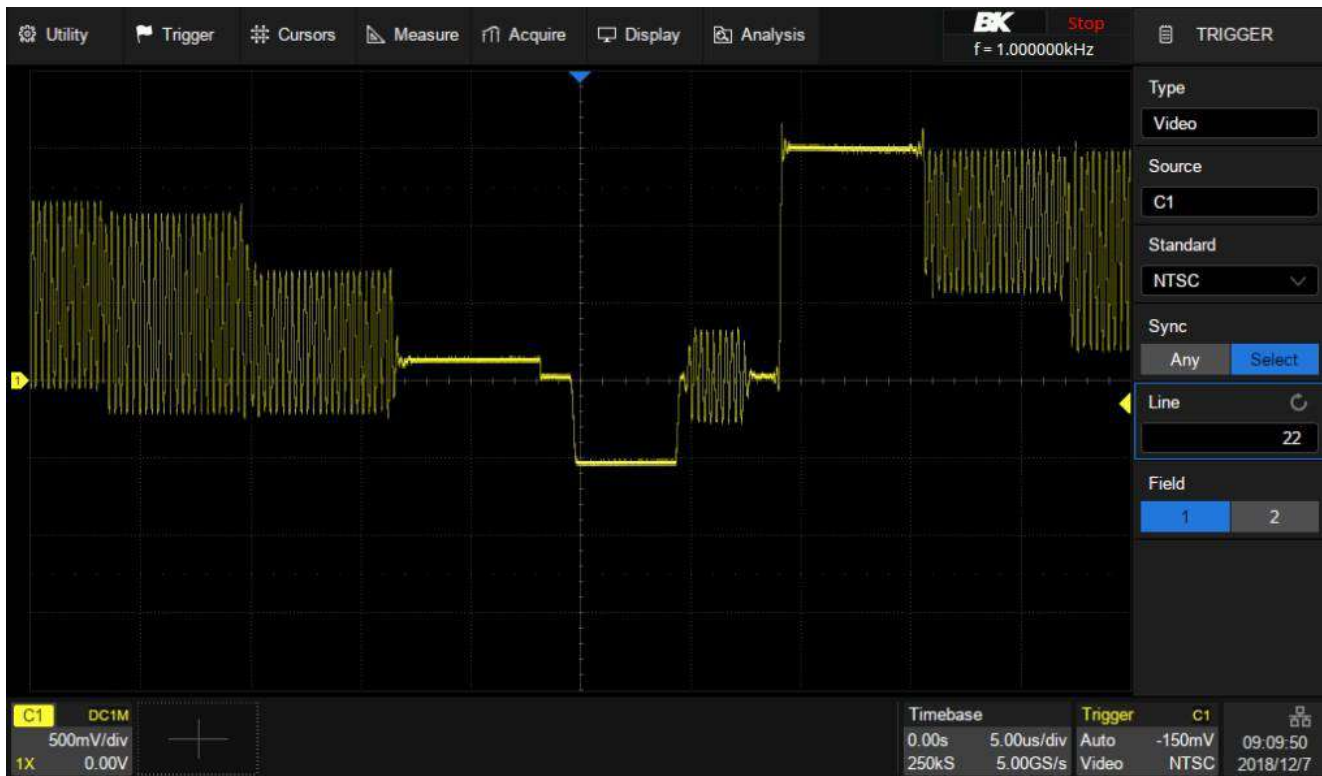 Utility Trigger Cursors Measure Acquire Display Analysis BK Stop TRIGGER
f = 1.000000kHz
Type
Video
Source
C1
Standard
NTSC
Sync
Any Select
Line
22
Field
1 2
1
C1 DC1M
500mV/div
1X 0.00V
Timebase
0.00s 5.00us/div
250kS 5.00GS/s
Trigger C1
Auto -150mV
Video NTSC
09:09:50
2018/12/7